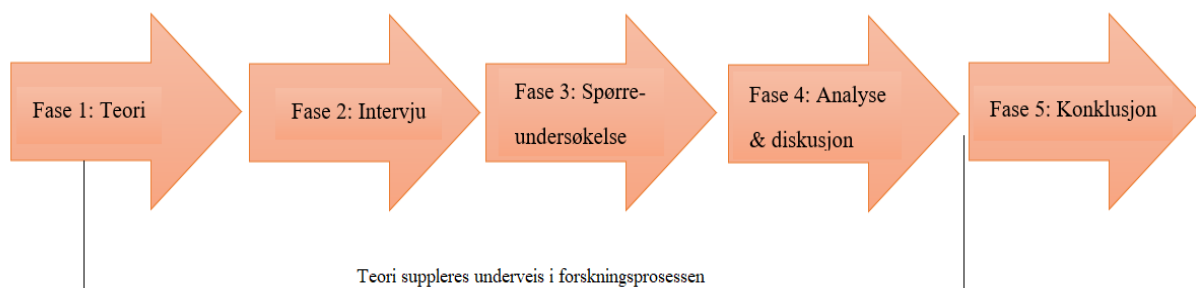 Fase 1: Teori
Fase 2: Intervju
Fase 3: Spørre-
undersøkelse
Fase 4: Analyse
& diskusjon
Fase 5: Konklusjon
Teori suppleres underveis i forskningsprosessen